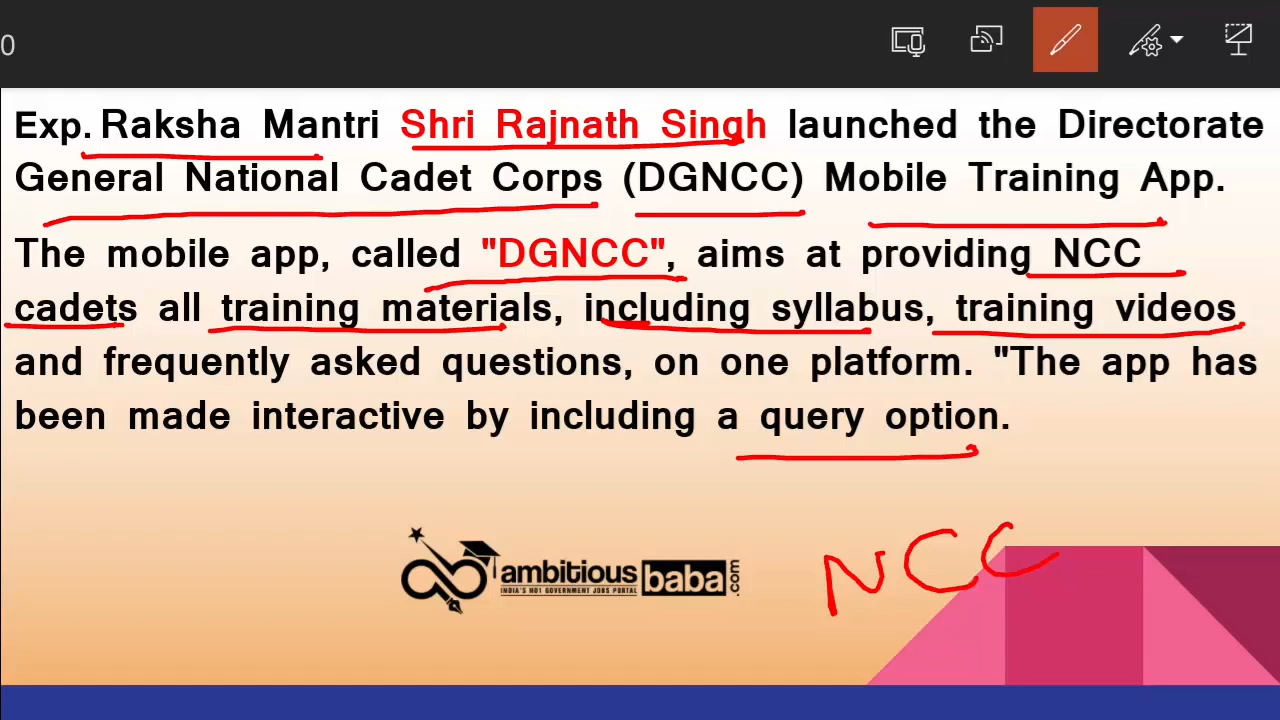 0
Exp. Raksha Mantri Shri Rajnath Singh launched the Directorate
General National Cadet Corps (DGNCC) Mobile Training App.
The mobile app, called "DGNCC", aims at providing NCC
cadets all training materials, including syllabus, training videos
and frequently asked questions, on one platform. "The app has
been made interactive by including a query option.
NCC
ambitiousbaba.com
INDIA'S NO1 GOVERNMENT JOBS PORTAL